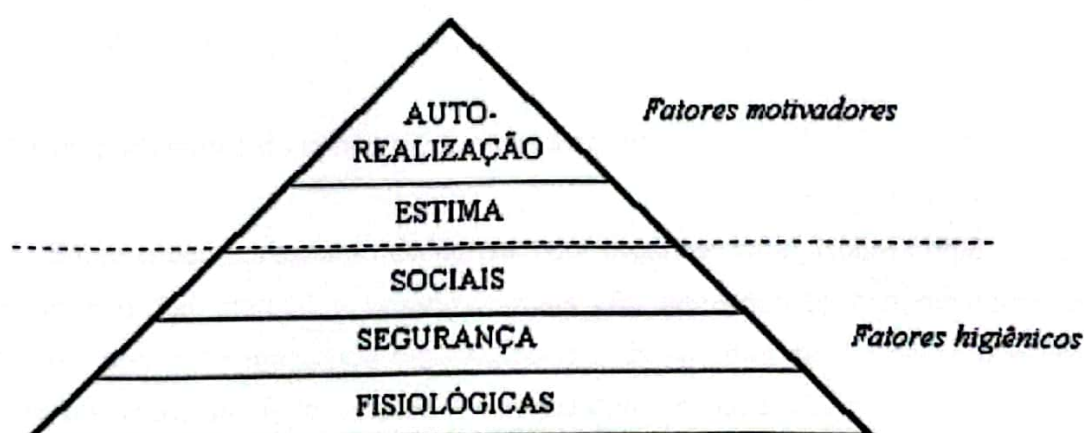 AUTO-
REALIZAÇÃO
Fatores motivadores
ESTIMA
SOCIAIS
SEGURANÇA
Fatores higiênicos
FISIOLÓGICAS